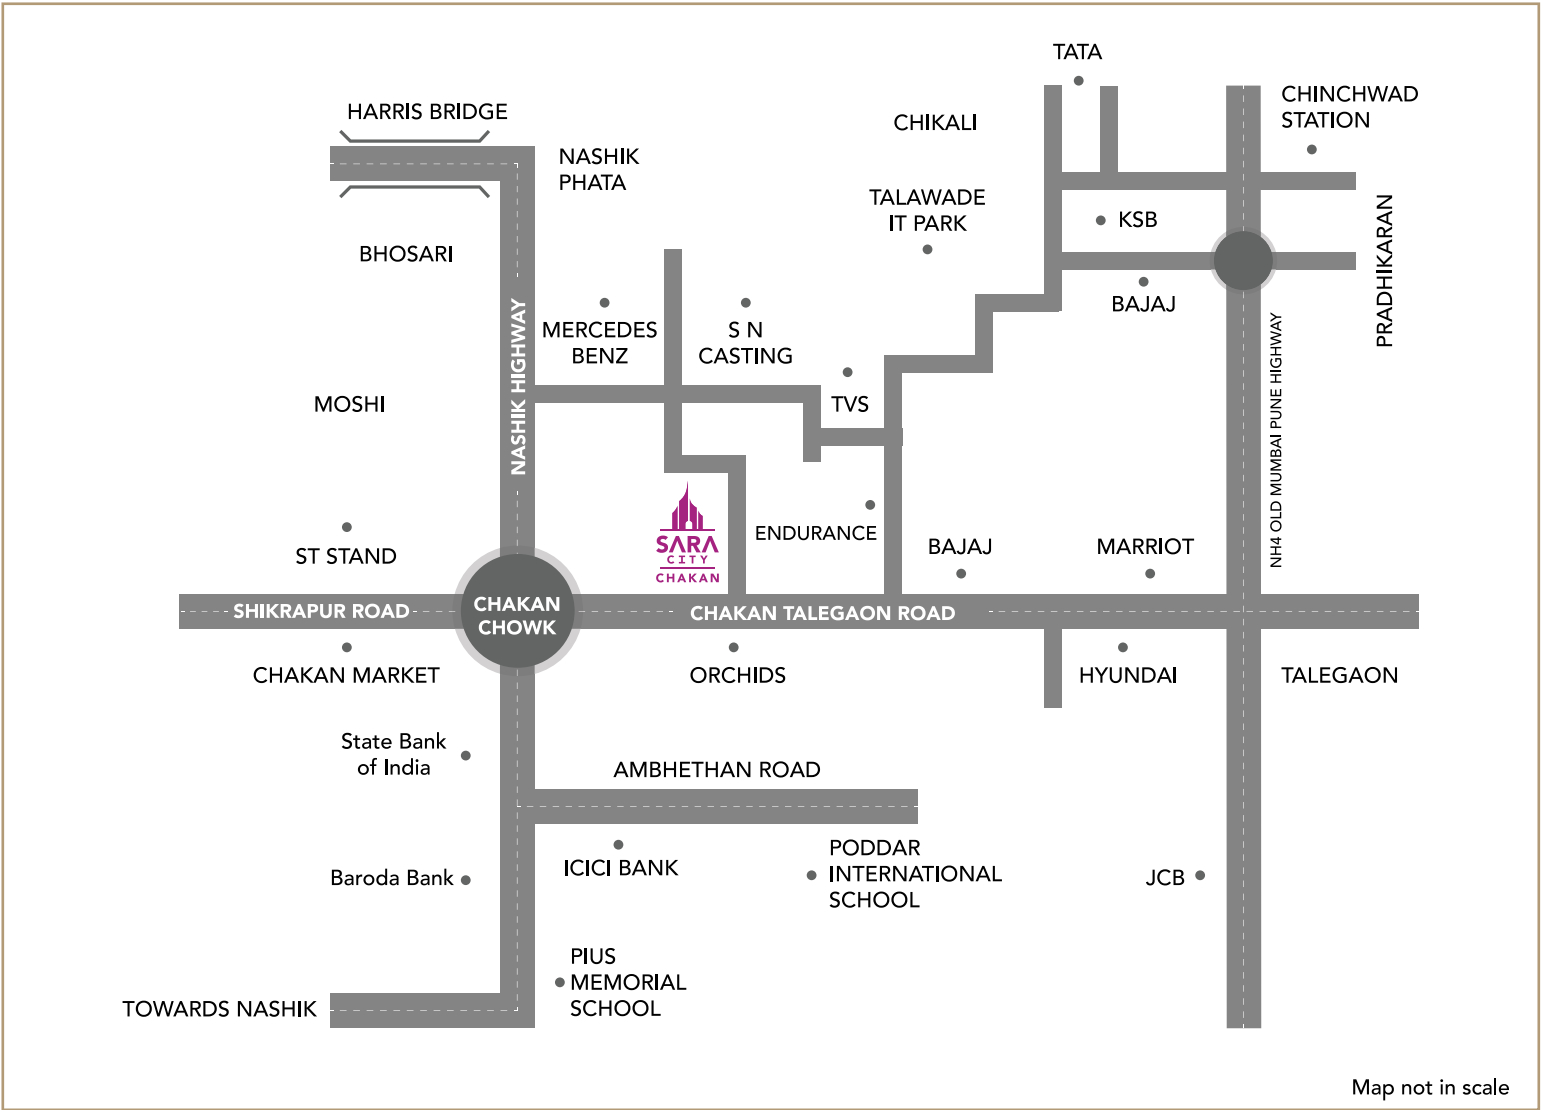 TATA
CHINCHWAD
STATION
HARRIS BRIDGE
CHIKALI
NASHIK
PHATA
TALAWADE
IT PARK
KSB
PRADHIKARAN
BHOSARI
BAJAJ
MERCEDES
BENZ
S N
CASTING
NASHIK HIGHWAY
NH4 OLD MUMBAI PUNE HIGHWAY
MOSHI
TVS
SARA
CITY
CHAKAN
ENDURANCE
BAJAJ
MARRIOT
ST STAND
SHIKRAPUR ROAD
CHAKAN
CHOWK
CHAKAN TALEGAON ROAD
CHAKAN MARKET
ORCHIDS
HYUNDAI
TALEGAON
State Bank
of India
AMBHETHAN ROAD
Baroda Bank
ICICI BANK
PODDAR
INTERNATIONAL
SCHOOL
JCB
PIUS
MEMORIAL
SCHOOL
TOWARDS NASHIK
Map not in scale